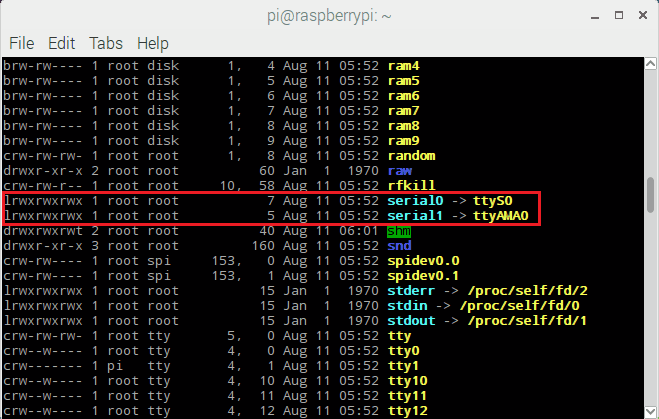 pi@raspberrypi: ~
File Edit Tabs Help
brw-rw---- 1 root disk 1, 4 Aug 11 05:52 ram4
brw-rw---- 1 root disk 1, 5 Aug 11 05:52 ram5
brw-rw---- 1 root disk 1, 6 Aug 11 05:52 ram6
brw-rw---- 1 root disk 1, 7 Aug 11 05:52 ram7
brw-rw---- 1 root disk 1, 8 Aug 11 05:52 ram8
brw-rw---- 1 root disk 1, 9 Aug 11 05:52 ram9
crw-rw-rw- 1 root root 1, 8 Aug 11 05:52 random
drwxr-xr-x 2 root root 60 Jan 1 1970 raw
crw-rw-r-- 1 root root 10, 58 Aug 11 05:52 rfkill
lrwxrwxrwx 1 root root 7 Aug 11 05:52 serial0 -> ttyS0
lrwxrwxrwx 1 root root 5 Aug 11 05:52 serial1 -> ttyAMA0
drwxrwxrwt 2 root root 40 Aug 11 06:01 shm
drwxr-xr-x 3 root root 160 Aug 11 05:52 snd
crw-rw---- 1 root spi 153, 0 Aug 11 05:52 spidev0.0
crw-rw---- 1 root spi 153, 1 Aug 11 05:52 spidev0.1
lrwxrwxrwx 1 root root 15 Jan 1 1970 stderr -> /proc/self/fd/2
lrwxrwxrwx 1 root root 15 Jan 1 1970 stdin -> /proc/self/fd/0
lrwxrwxrwx 1 root root 15 Jan 1 1970 stdout -> /proc/self/fd/1
crw-rw-rw- 1 root tty 5, 0 Aug 11 05:52 tty
crw--w---- 1 root tty 4, 0 Aug 11 05:52 tty0
crw------- 1 pi tty 4, 1 Aug 11 05:52 tty1
crw--w---- 1 root tty 4, 10 Aug 11 05:52 tty10
crw--w---- 1 root tty 4, 11 Aug 11 05:52 tty11
crw--w---- 1 root tty 4, 12 Aug 11 05:52 tty12